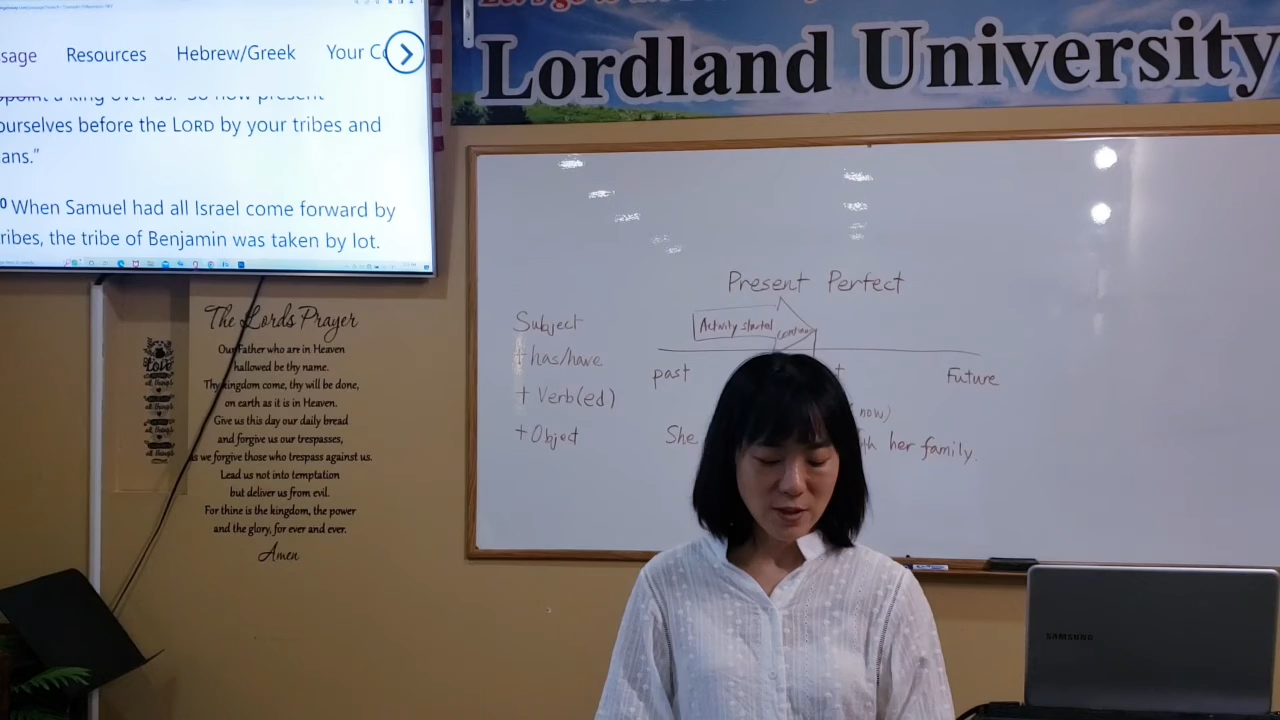 Resources Hebrew/Greek Your
ourselves before the LORD by your tribes and
ans.”
When Samuel had all Israel come forward by
ribes, the tribe of Benjamin was taken by lot.
Lordland University
Present Perfect
Activity started
Subject
+ has/have
+ Verb(ed)
+ Object
past
Future
now)
She
her family.
The Lords Prayer
Our Father who are in Heaven
hallowed be thy name.
Thy kingdom come, thy will be done,
on earth as it is in Heaven.
Give us this day our daily bread
and forgive us our trespasses,
as we forgive those who trespass against us.
Lead us not into temptation
but deliver us from evil.
For thine is the kingdom, the power
and the glory, for ever and ever.
Amen
Love
SAMSUNG